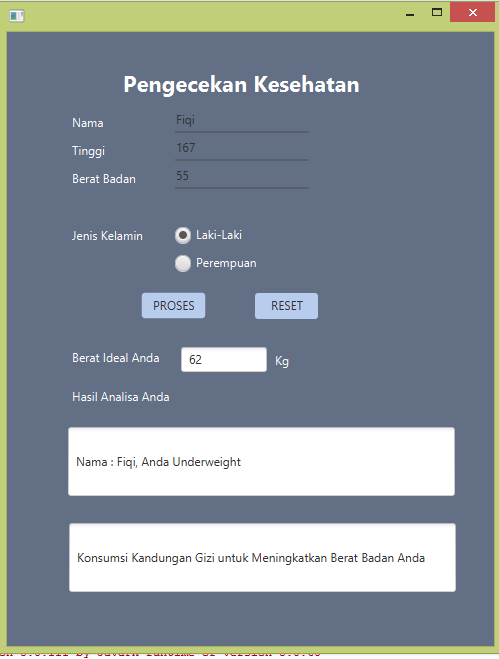 Pengecekan Kesehatan
Nama Fiqi
Tinggi 167
Berat Badan 55
Jenis Kelamin Laki-Laki
Perempuan
PROSES RESET
Berat Ideal Anda 62 Kg
Hasil Analisa Anda
Nama : Fiqi, Anda Underweight
Konsumsi Kandungan Gizi untuk Meningkatkan Berat Badan Anda